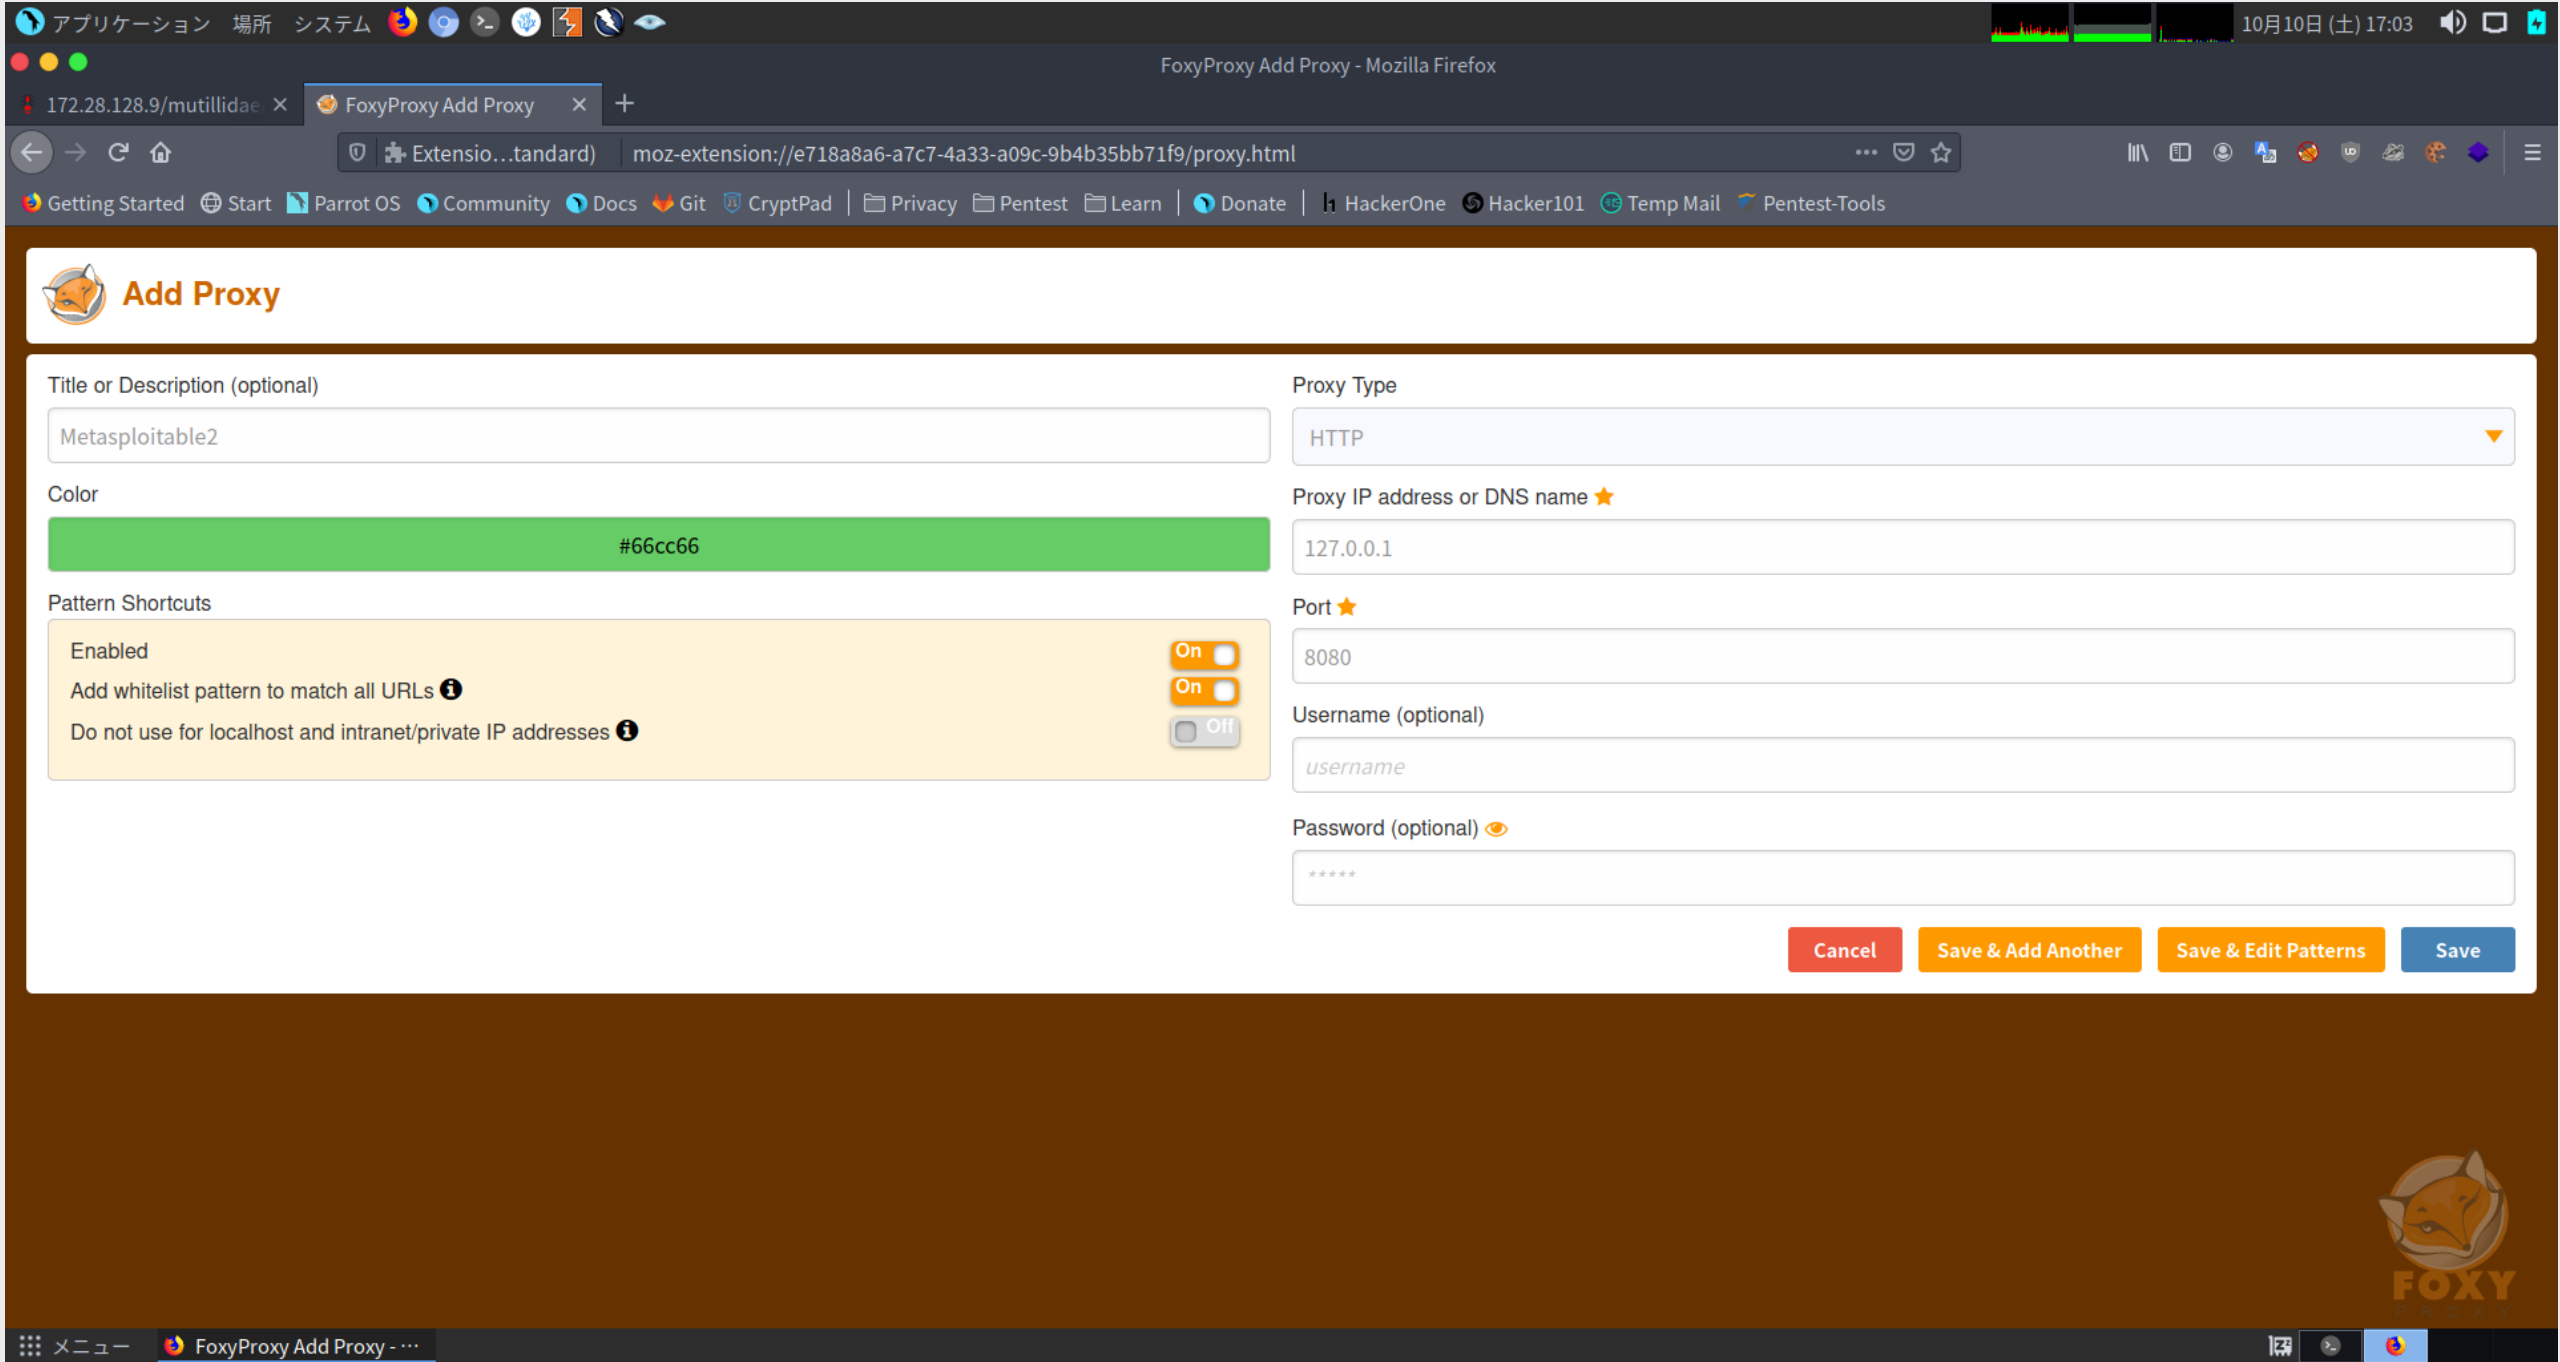 アプリケーション 場所 システム 10月10日 (土) 17:03
FoxyProxy Add Proxy - Mozilla Firefox
172.28.128.9/mutillidae FoxyProxy Add Proxy
Extensio…tandard) moz-extension://e718a8a6-a7c7-4a33-a09c-9b4b35bb71f9/proxy.html
Getting Started Start Parrot OS Community Docs Git CryptPad Privacy Pentest Learn Donate HackerOne Hacker101 Temp Mail Pentest-Tools
Add Proxy
Title or Description (optional)
Metasploitable2
Color
#66cc66
Pattern Shortcuts
Enabled On
Add whitelist pattern to match all URLs On
Do not use for localhost and intranet/private IP addresses Off
Proxy Type
HTTP
Proxy IP address or DNS name
127.0.0.1
Port
8080
Username (optional)
username
Password (optional)
*****
Cancel Save & Add Another Save & Edit Patterns Save
FOXY
PROXY
メニュー FoxyProxy Add Proxy - …